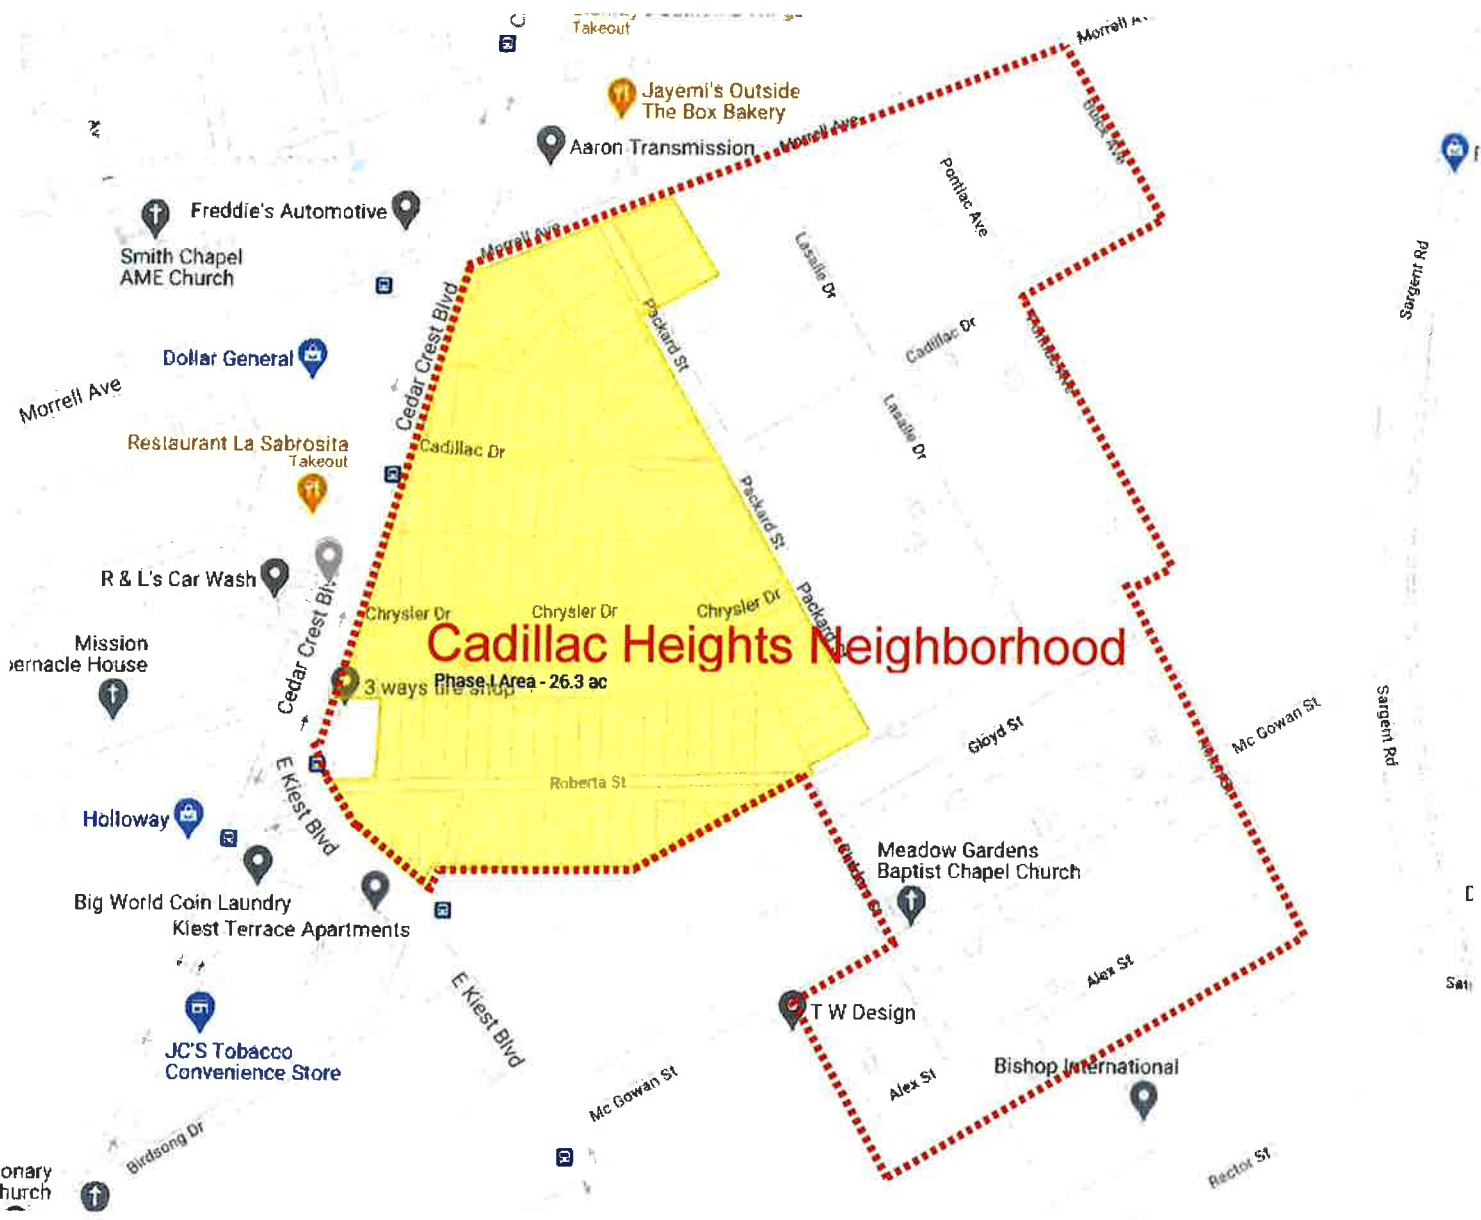 Takeout
Morrell
Jayemi's Outside
The Box Bakery
Aaron Transmission
Morrell Ave
Buick Ave
Freddie's Automotive
Pontiac Ave
Smith Chapel
AME Church
Morrell Ave
Lasalle Dr
Sargent Rd
Cedar Crest Blvd
Packard St
Cadillac Dr
Dollar General
Pontiac Ave
Morrell Ave
Restaurant La Sabrosita
Takeout
Cadillac Dr
Lasalle Dr
Packard St
R & L's Car Wash
Chrysler Dr
Chrysler Dr
Chrysler Dr
Packard
Cedar Crest Blv
Mission
ernacle House
Cadillac Heights Neighborhood
3 ways tire shop
Phase I Area - 26.3 ac
Mc Gowan St
Gloyd St
Sargent Rd
E Kiest Blvd
Roberta St
Holloway
Meadow Gardens
Baptist Chapel Church
Big World Coin Laundry
Kiest Terrace Apartments
Alex St
E Kiest Blvd
T W Design
JC'S Tobacco
Convenience Store
Bishop International
Alex St
Mc Gowan St
Birdsong Dr
Rector St
onary
hurch